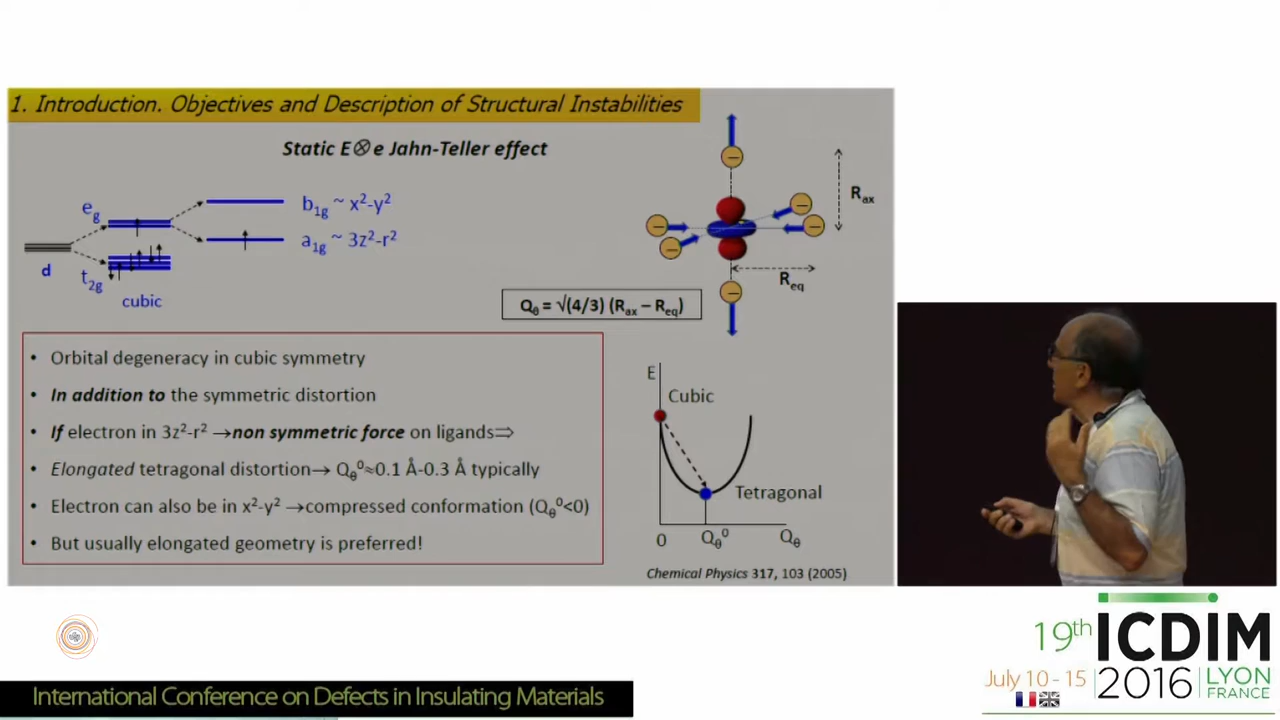 1. Introduction. Objectives and Description of Structural Instabilities
Static E⊗e Jahn-Teller effect
e_g
b_1g ~ x²-y²
a_1g ~ 3z²-r²
d
t_2g
cubic
R_ax
R_eq
Q_θ = √(4/3) (R_ax – R_eq)
• Orbital degeneracy in cubic symmetry
• In addition to the symmetric distortion
• If electron in 3z²-r² →non symmetric force on ligands⇒
• Elongated tetragonal distortion→ Q_θ⁰≈0.1 Å-0.3 Å typically
• Electron can also be in x²-y² →compressed conformation (Q_θ⁰<0)
• But usually elongated geometry is preferred!
E
Cubic
Tetragonal
0
Q_θ⁰
Q_θ
Chemical Physics 317, 103 (2005)
19th ICDIM
July 10 - 15 2016 LYON
FRANCE
International Conference on Defects in Insulating Materials